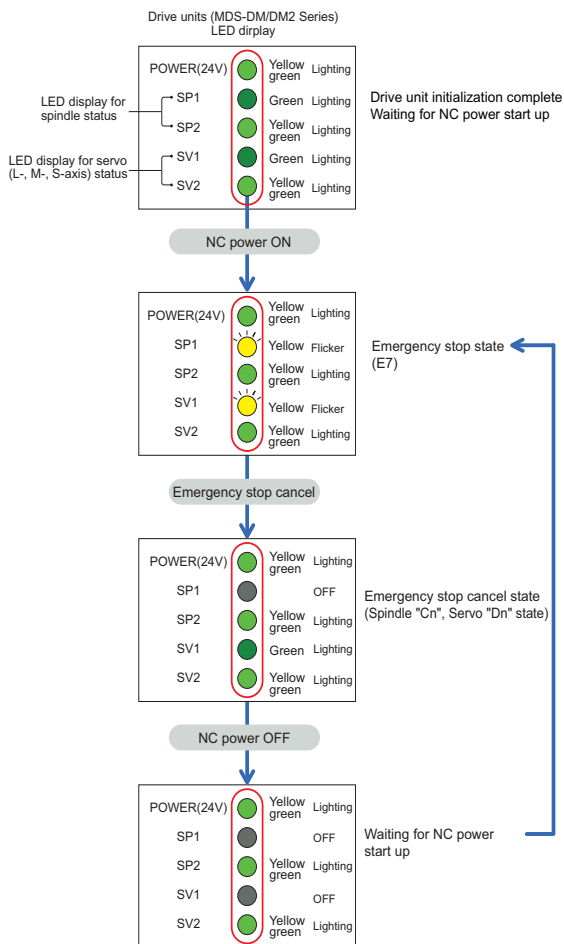 Drive units (MDS-DM/DM2 Series)
LED dirplay
POWER(24V) Yellow green Lighting
SP1 Green Lighting
SP2 Yellow green Lighting
SV1 Green Lighting
SV2 Yellow green Lighting
LED display for
spindle status
LED display for servo
(L-, M-, S-axis) status
Drive unit initialization complete
Waiting for NC power start up
NC power ON
POWER(24V) Yellow green Lighting
SP1 Yellow Flicker
SP2 Yellow green Lighting
SV1 Yellow Flicker
SV2 Yellow green Lighting
Emergency stop state
(E7)
Emergency stop cancel
POWER(24V) Yellow green Lighting
SP1 OFF
SP2 Yellow green Lighting
SV1 Green Lighting
SV2 Yellow green Lighting
Emergency stop cancel state
(Spindle "Cn", Servo "Dn" state)
NC power OFF
POWER(24V) Yellow green Lighting
SP1 OFF
SP2 Yellow green Lighting
SV1 OFF
SV2 Yellow green Lighting
Waiting for NC power
start up